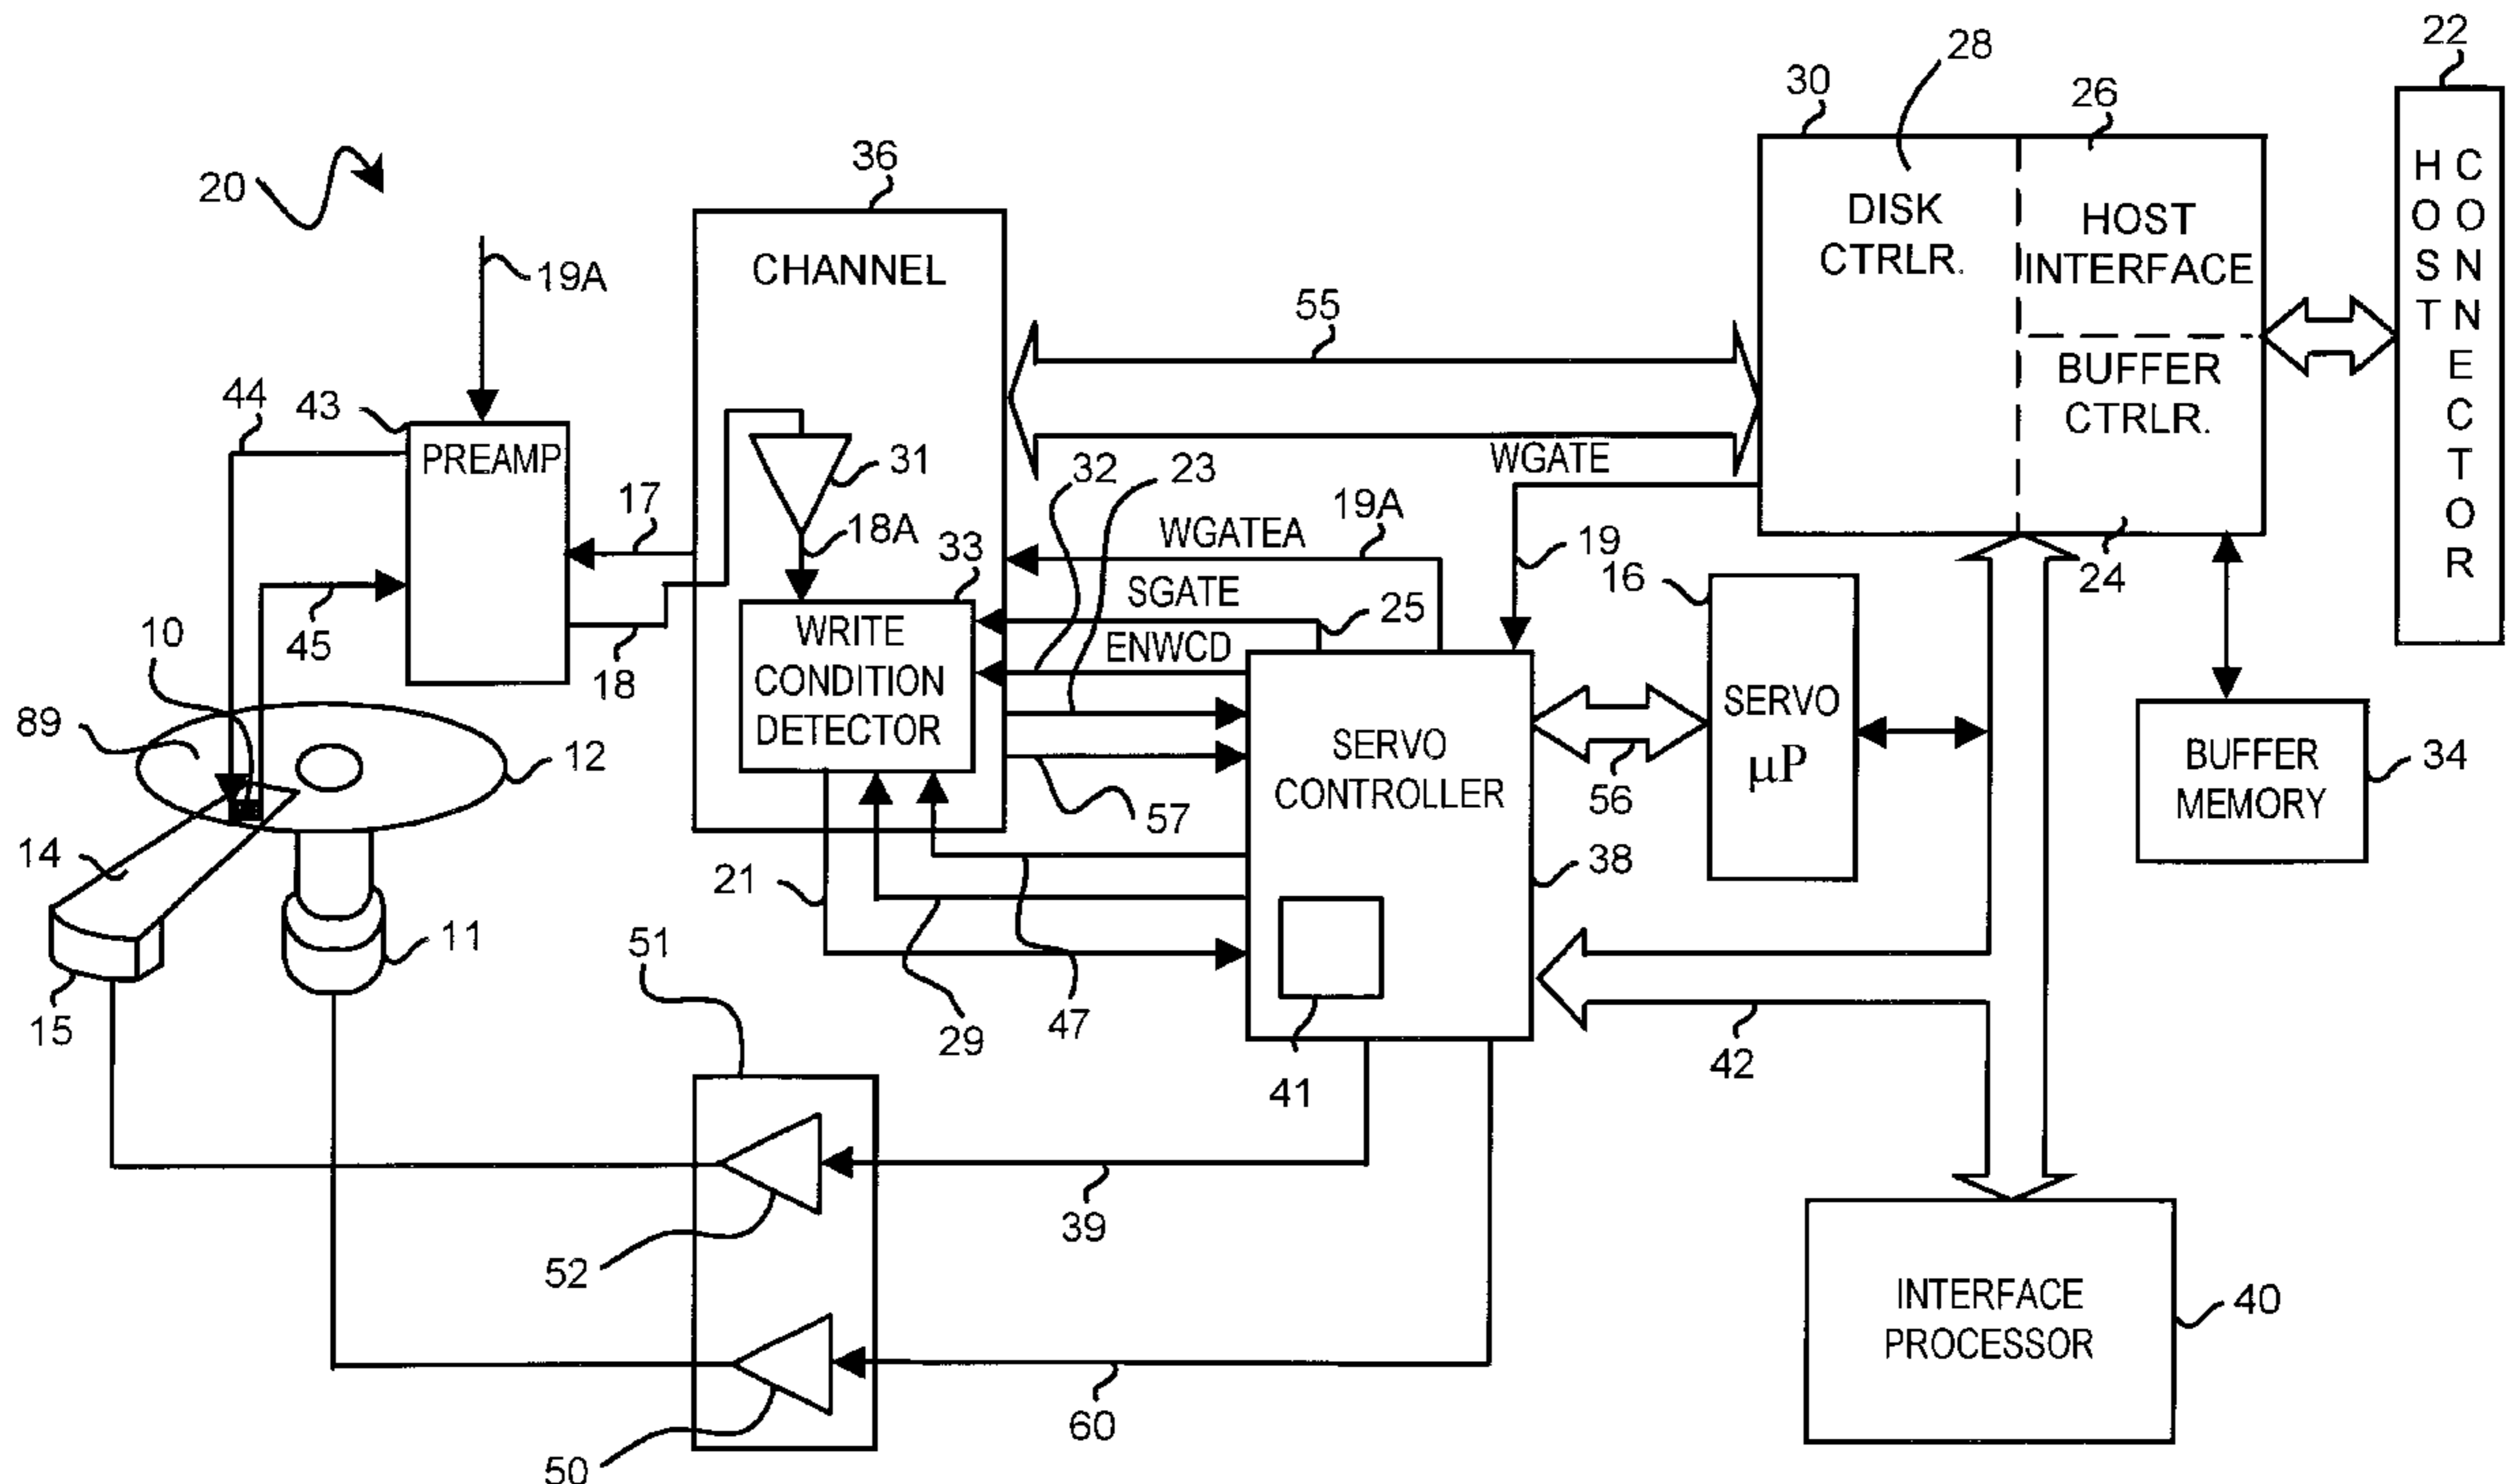 22
28
30
26
36
20
HOST
CONNECTOR
DISK
CTRLR.
HOST
INTERFACE
19A
CHANNEL
55
BUFFER
CTRLR.
44
43
PREAMP
31
WGATE
32
23
17
19A
18A
WGATEA
33
19
16
24
SGATE
25
10
45
WRITE
CONDITION
DETECTOR
ENWCD
18
89
12
SERVO
CONTROLLER
SERVO
µP
BUFFER
MEMORY
34
56
57
14
21
38
11
51
15
29
47
41
42
39
52
INTERFACE
PROCESSOR
40
60
50